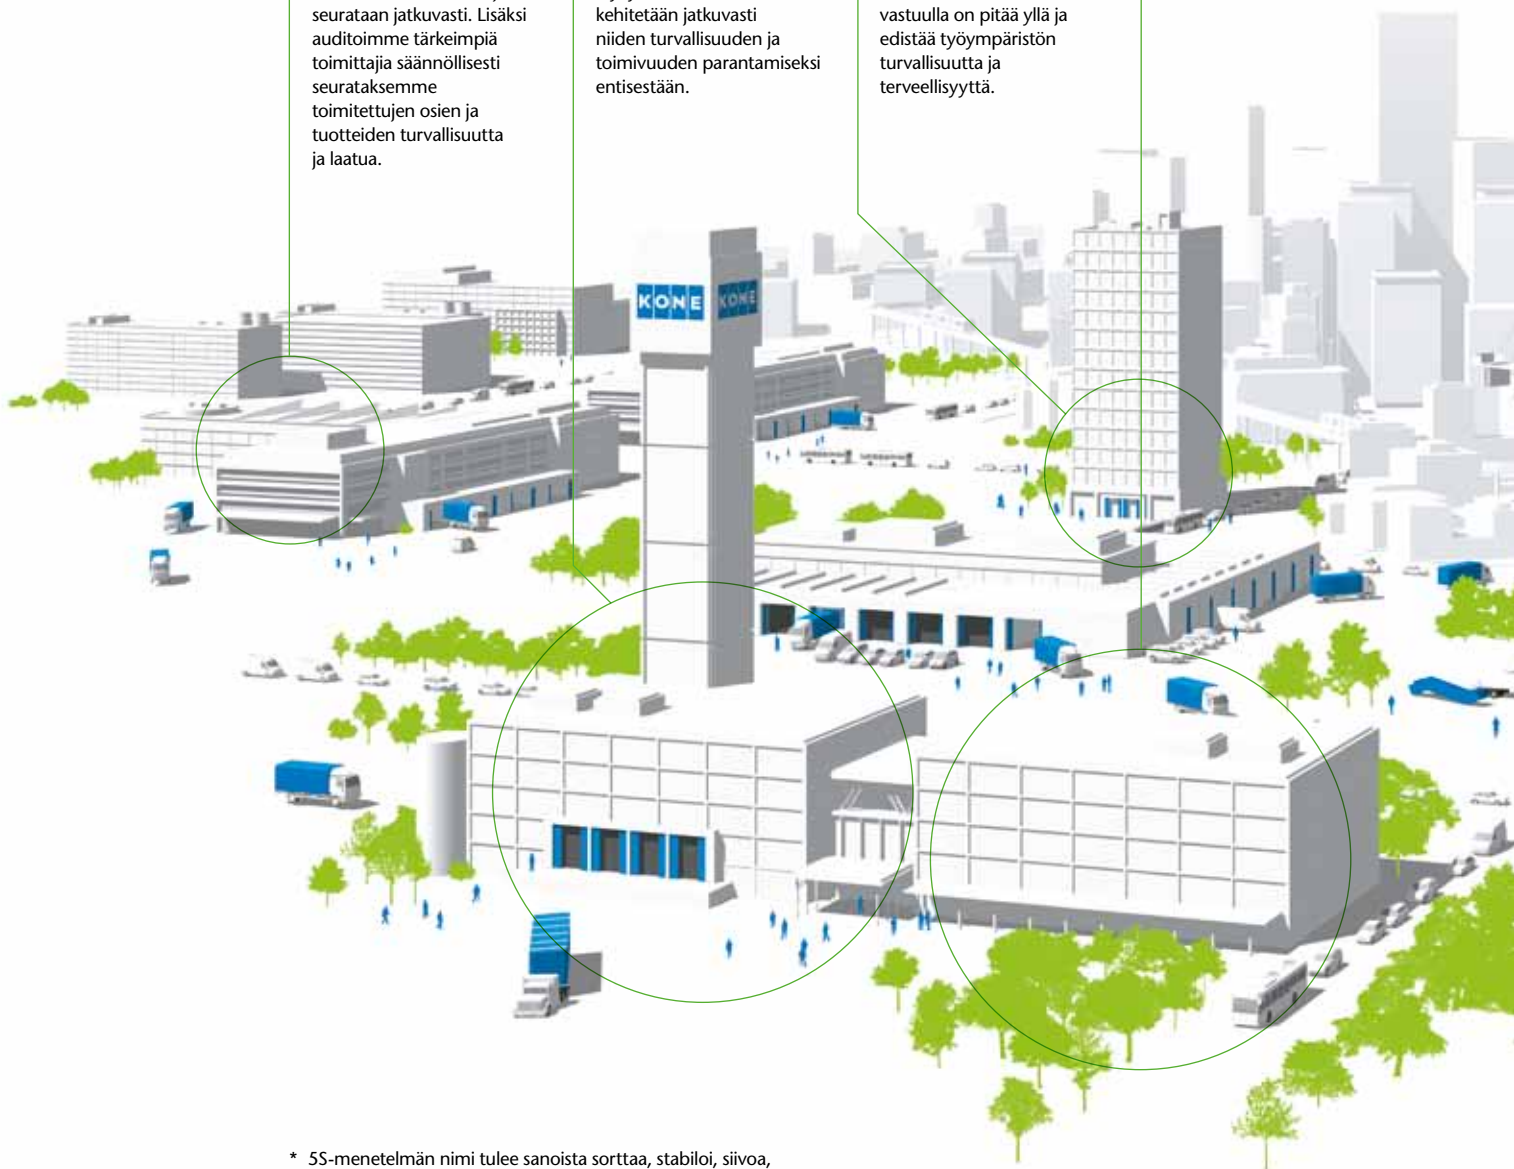 seurataan jatkuvasti. Lisäksi
auditoimme tärkeimpiä
toimittajia säännöllisesti
seurataksemme
toimitettujen osien ja
tuotteiden turvallisuutta
ja laatua.
kehitetään jatkuvasti
niiden turvallisuuden ja
toimivuuden parantamiseksi
entisestään.
vastuulla on pitää yllä ja
edistää työympäristön
turvallisuutta ja
terveellisyyttä.
KONE KONE
* 5S-menetelmän nimi tulee sanoista sorttaa, stabiloi, siivoa,